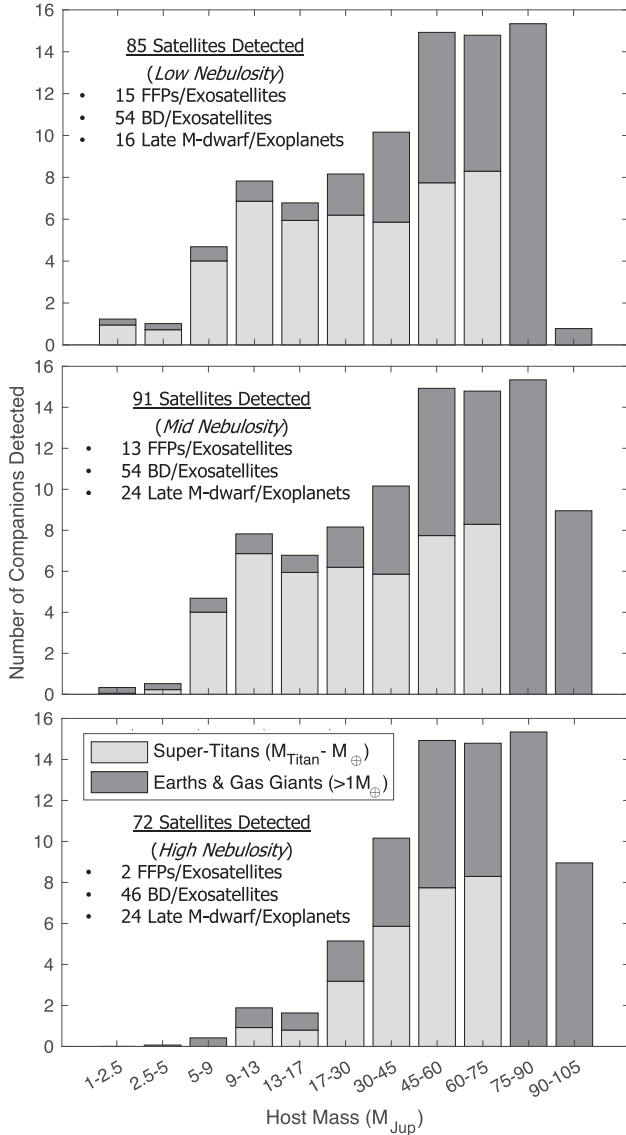 16
14
12
10
8
6
4
2
0
85 Satellites Detected
(Low Nebulosity)
• 15 FFPs/Exosatellites
• 54 BD/Exosatellites
• 16 Late M-dwarf/Exoplanets
16
14
12
10
8
6
4
2
0
91 Satellites Detected
(Mid Nebulosity)
• 13 FFPs/Exosatellites
• 54 BD/Exosatellites
• 24 Late M-dwarf/Exoplanets
Number of Companions Detected
16
14
12
10
8
6
4
2
0
Super-Titans (M_Titan - M_⊕)
Earths & Gas Giants (>1M_⊕)
72 Satellites Detected
(High Nebulosity)
• 2 FFPs/Exosatellites
• 46 BD/Exosatellites
• 24 Late M-dwarf/Exoplanets
1-2.5
2.5-5
5-9
9-13
13-17
17-30
30-45
45-60
60-75
75-90
90-105
Host Mass (M_Jup)